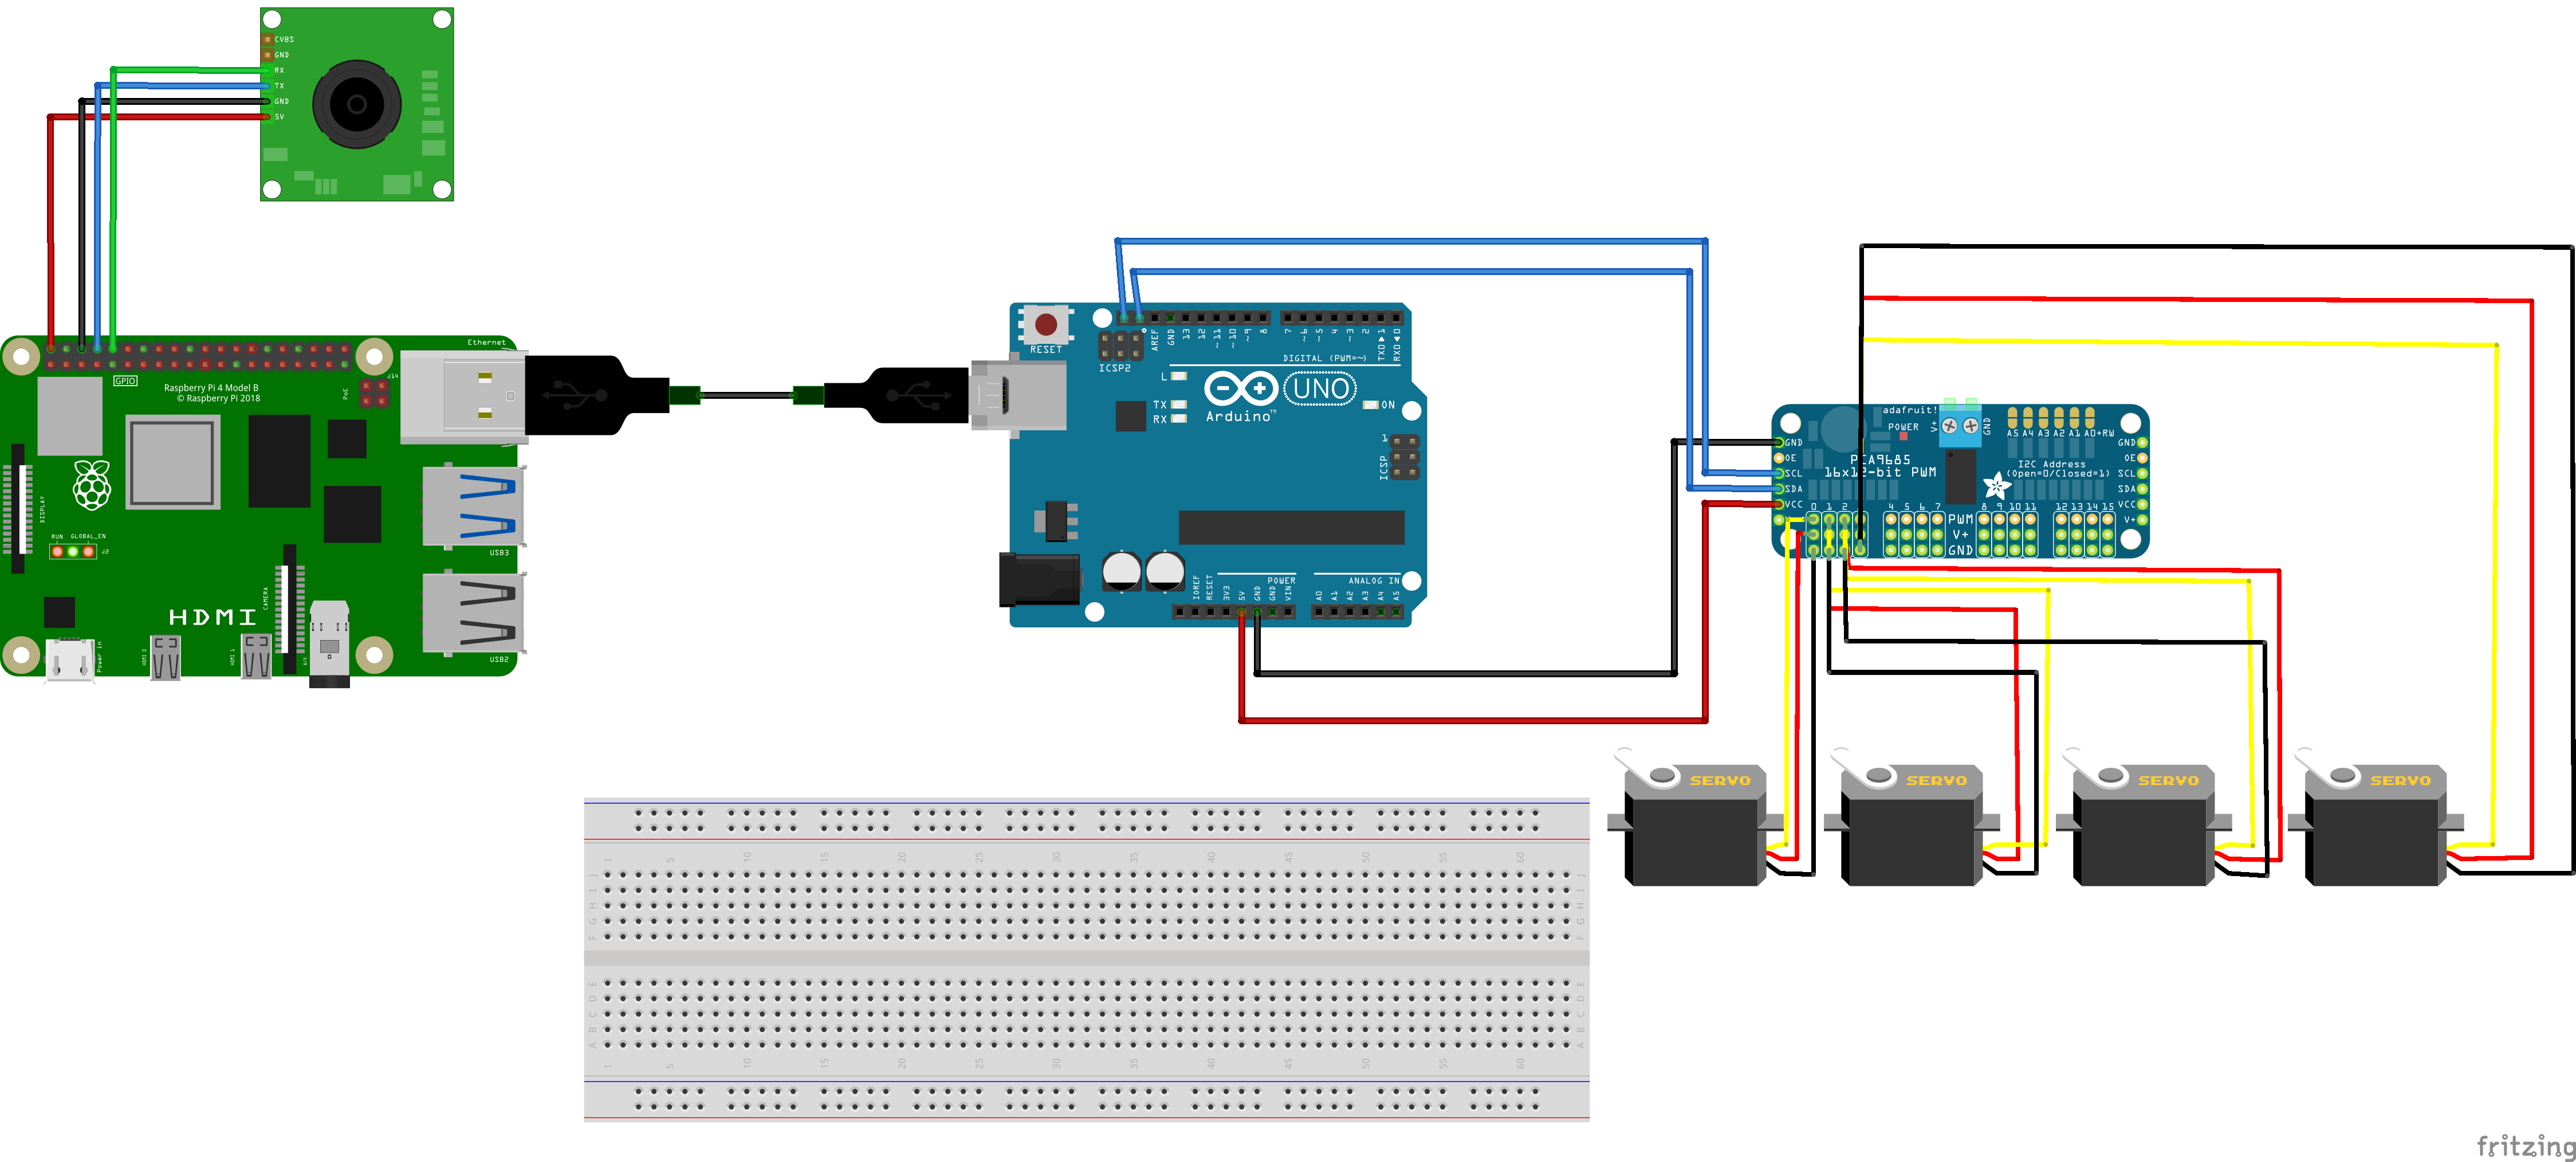 CVBS
GND
RX
TX
GND
5V
Ethernet
J14
GPIO
Raspberry Pi 4 Model B
© Raspberry Pi 2018
PoE
DISPLAY
RUN GLOBAL_EN
J2
USB3
CAMERA
HDMI
USB2
Power in
HDMI 0
HDMI 1
A/V
RESET
ICSP2
AREF
GND
13
12
~11
~10
~9
8
7
~6
~5
4
~3
2
TX0▶1
RX0◀0
DIGITAL (PWM=~)
L
TX
RX
UNO
Arduino™
ON
1
ICSP
IOREF
RESET
3V3
5V
GND
GND
VIN
POWER
ANALOG IN
A0
A1
A2
A3
A4
A5
adafruit!
POWER
V+
GND
A5 A4 A3 A2 A1 A0+RW
GND
OE
SCL
SDA
VCC
PCA9685
16x12-bit PWM
I2C Address
(Open=0/Closed=1)
GND
OE
SCL
SDA
VCC
V+
0 1 2
4 5 6 7
8 9 10 11
12 13 14 15
PWM
V+
GND
SERVO
SERVO
SERVO
SERVO
1 5 10 15 20 25 30 35 40 45 50 55 60
J J
I I
H H
G G
F F
E E
D D
C C
B B
A A
1 5 10 15 20 25 30 35 40 45 50 55 60
fritzing